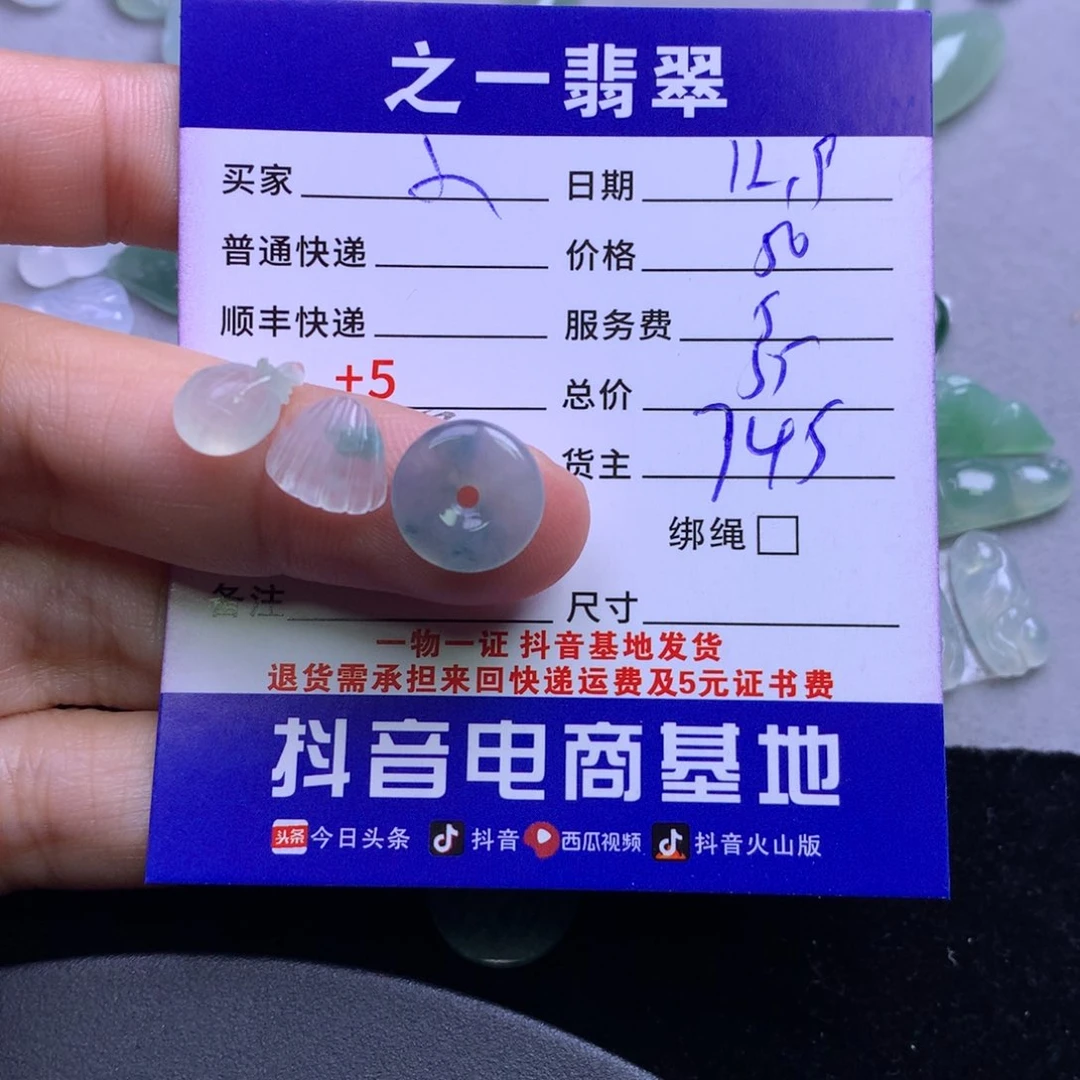 之一翡翠
买家 日期
普通快递 价格 50
顺丰快递 服务费 5
+5 总价 55
货主 745
绑绳
备注 尺寸
一物一证 抖音基地发货
退货需承担来回快递运费及5元证书费
抖音电商基地
头条 今日头条 抖音 西瓜视频 抖音火山版